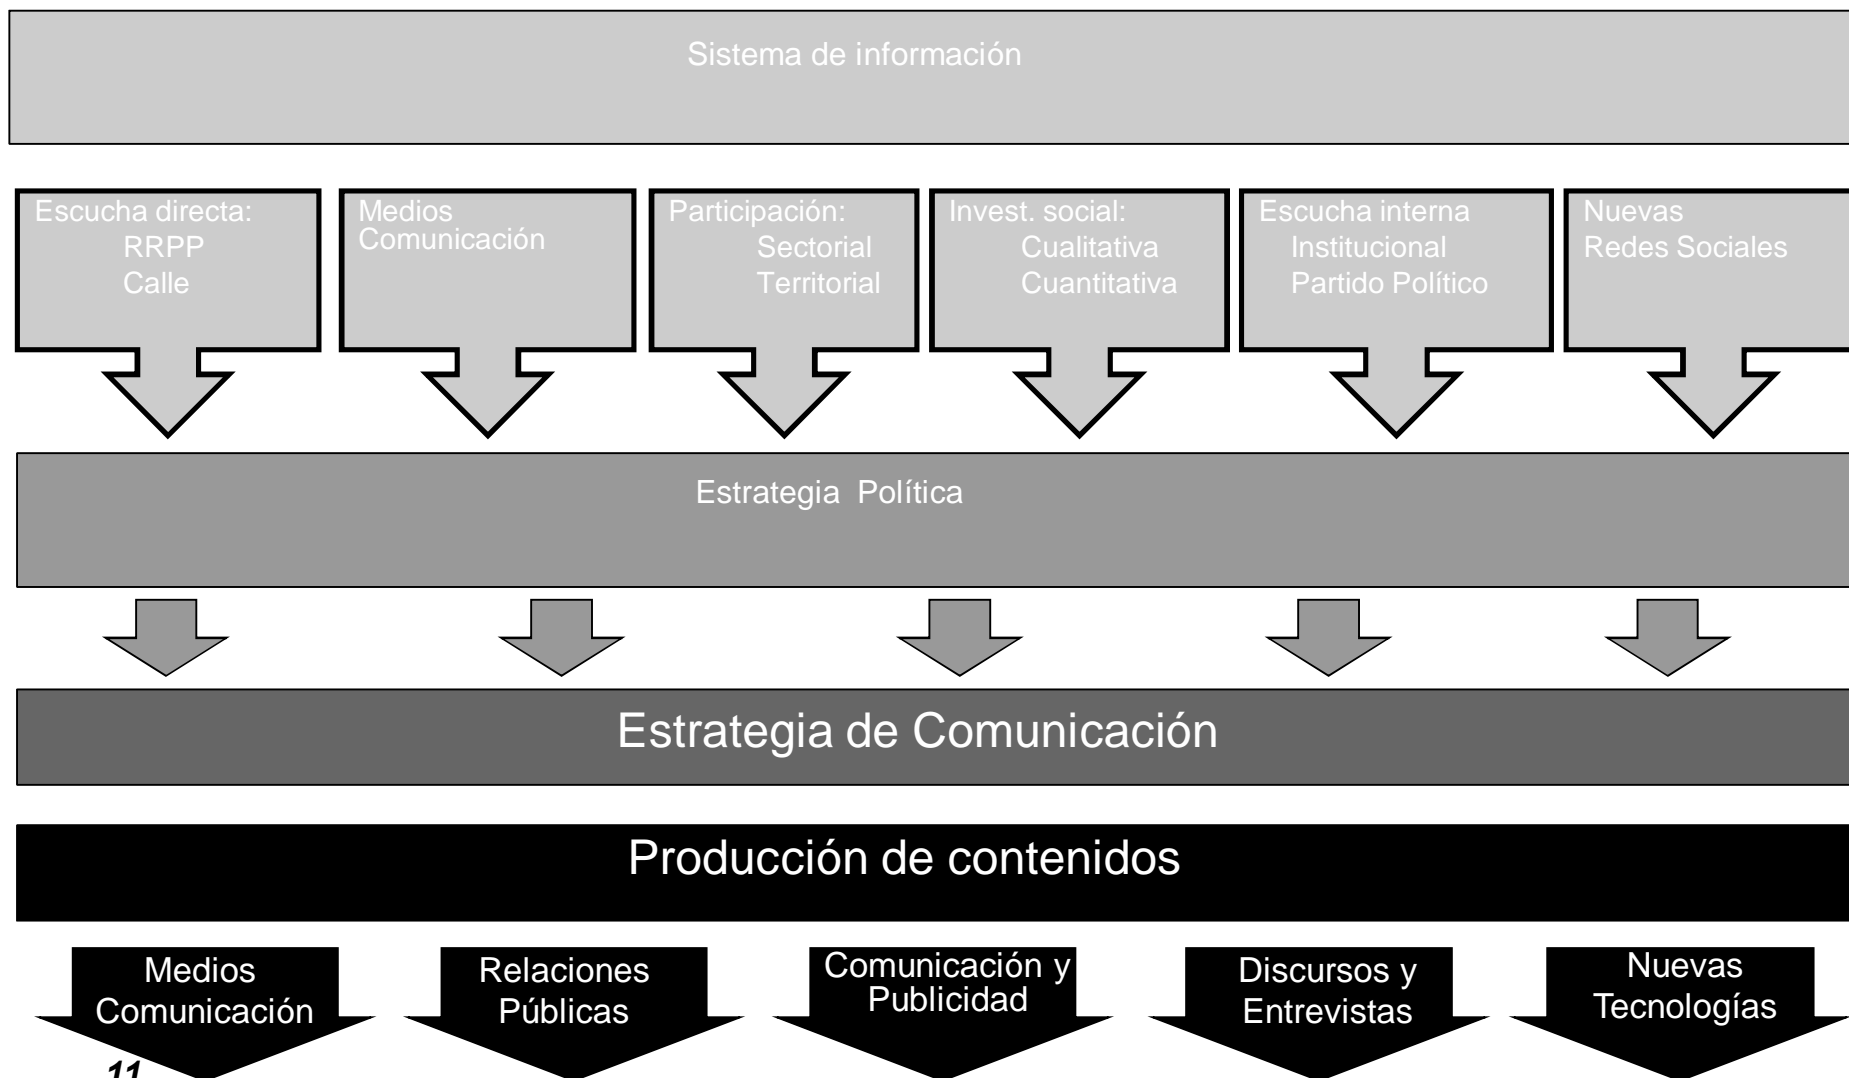 Sistema de información
Escucha directa:
RRPP
Calle
Medios
Comunicación
Participación:
Sectorial
Territorial
Invest. social:
Cualitativa
Cuantitativa
Escucha interna
Institucional
Partido Político
Nuevas
Redes Sociales
Estrategia Política
Estrategia de Comunicación
Producción de contenidos
Medios
Comunicación
Relaciones
Públicas
Comunicación y
Publicidad
Discursos y
Entrevistas
Nuevas
Tecnologías
11